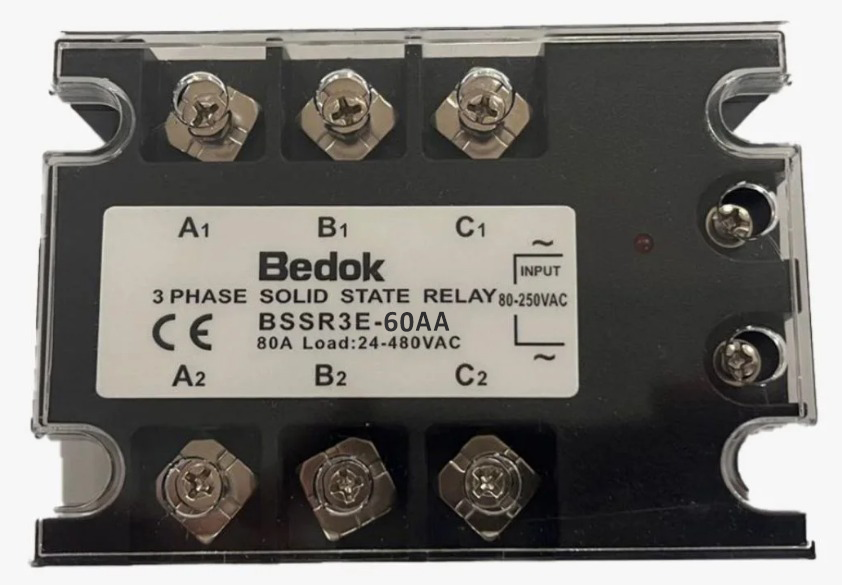 A1 B1 C1
~
Bedok
INPUT
3 PHASE SOLID STATE RELAY
80-250VAC
CE BSSR3E-60AA
80A Load:24-480VAC
~
A2 B2 C2